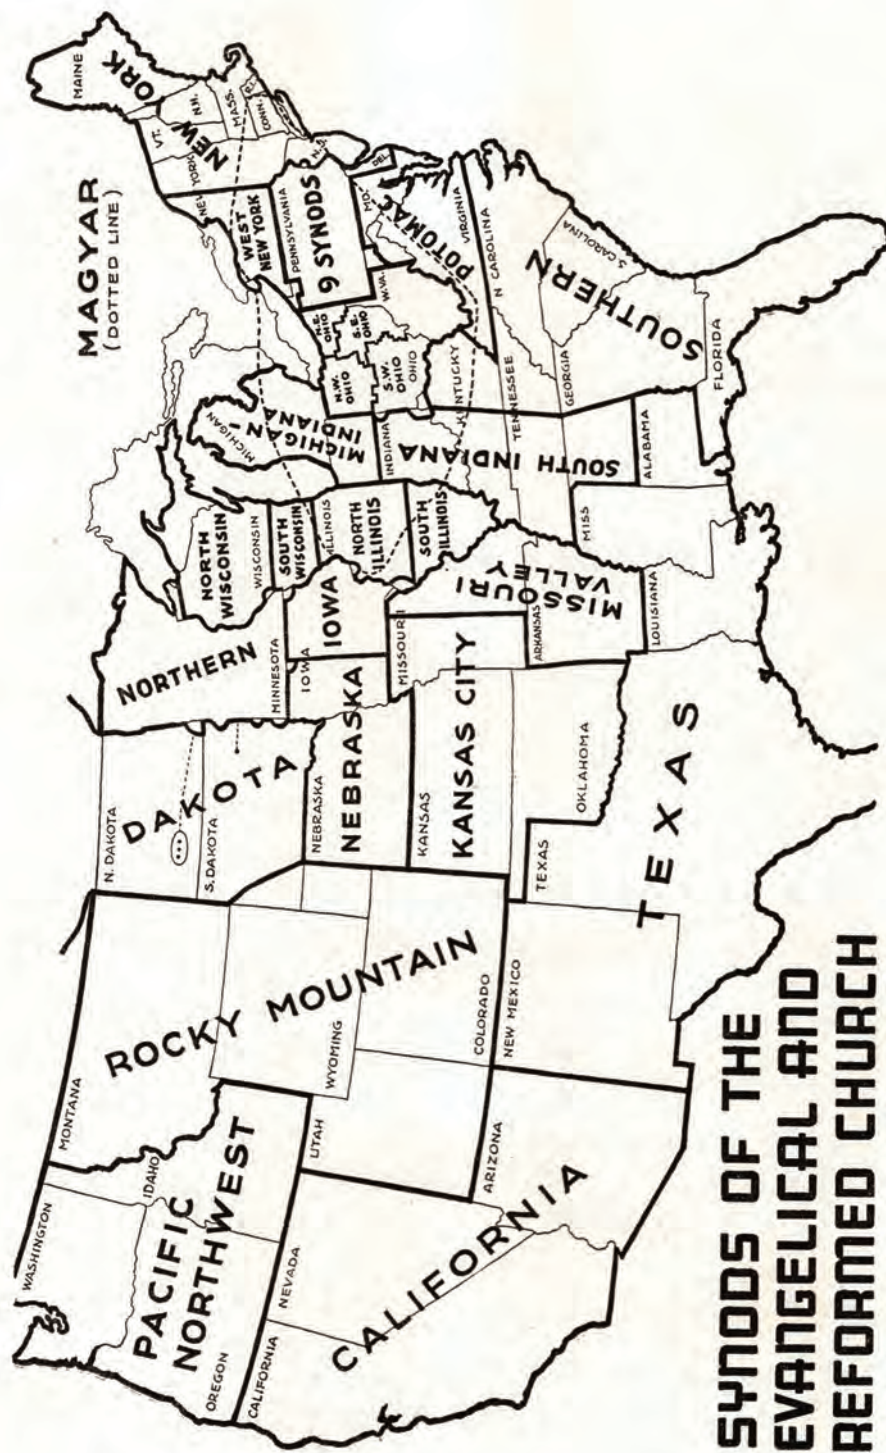 SYNODS OF THE
EVANGELICAL AND
REFORMED CHURCH
MAGYAR
(DOTTED LINE)
WASHINGTON
PACIFIC
NORTHWEST
OREGON
IDAHO
MONTANA
ROCKY MOUNTAIN
WYOMING
UTAH
COLORADO
NEVADA
CALIFORNIA
CALIFORNIA
ARIZONA
NEW MEXICO
N. DAKOTA
DAKOTA
S. DAKOTA
NEBRASKA
NEBRASKA
KANSAS
KANSAS CITY
OKLAHOMA
TEXAS
TEXAS
NORTHERN
MINNESOTA
IOWA
IOWA
MISSOURI
MISSOURI
VALLEY
ARKANSAS
LOUISIANA
NORTH
WISCONSIN
WISCONSIN
SOUTH
WISCONSIN
ILLINOIS
NORTH
ILLINOIS
SOUTH
ILLINOIS
MICHIGAN
MICHIGAN-
INDIANA
INDIANA
SOUTH INDIANA
KENTUCKY
TENNESSEE
MISS
ALABAMA
N.W.
OHIO
N.E.
OHIO
S.E.
OHIO
S.W.
OHIO
OHIO
W.VA.
WEST
NEW YORK
NEW YORK
PENNSYLVANIA
9 SYNODS
MD.
DEL.
N.J.
POTOMAC
VIRGINIA
N CAROLINA
S. CAROLINA
SOUTHERN
GEORGIA
FLORIDA
MAINE
NEW YORK
VT.
N.H.
MASS.
R.I.
CONN.